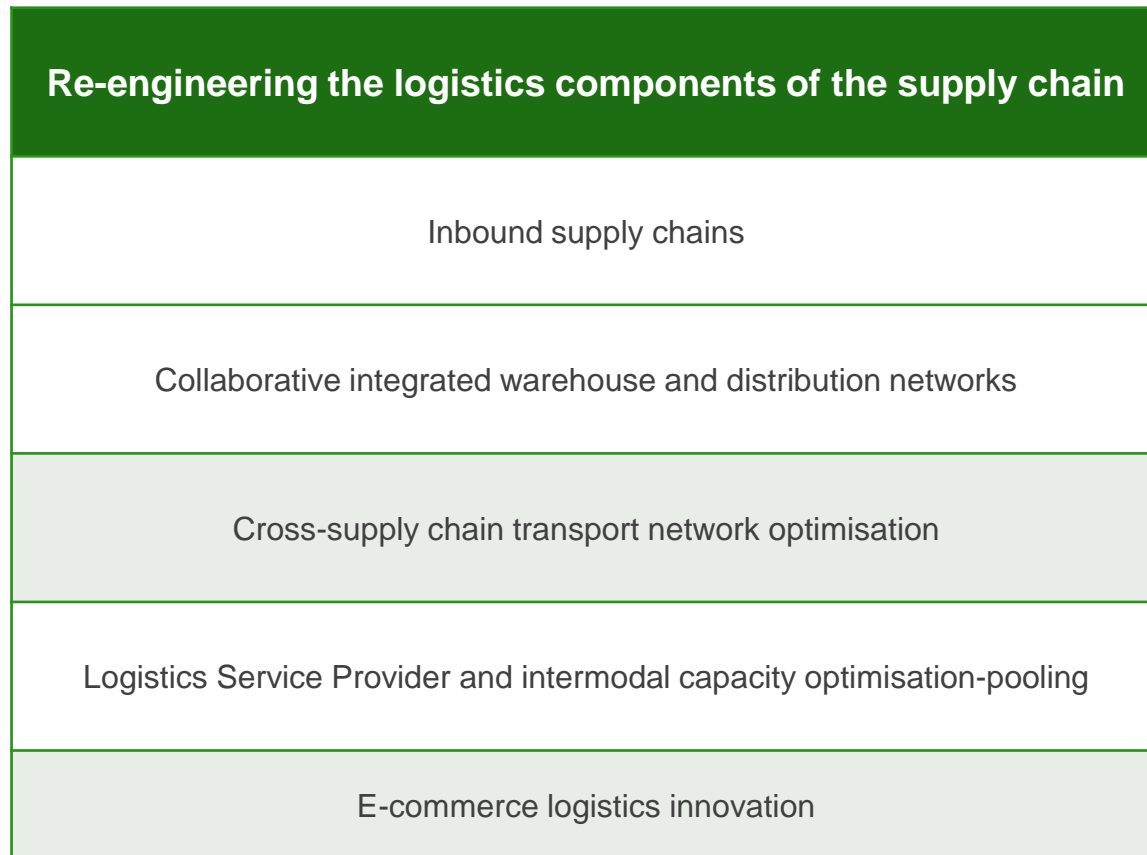 Re-engineering the logistics components of the supply chain
Inbound supply chains
Collaborative integrated warehouse and distribution networks
Cross-supply chain transport network optimisation
Logistics Service Provider and intermodal capacity optimisation-pooling
E-commerce logistics innovation